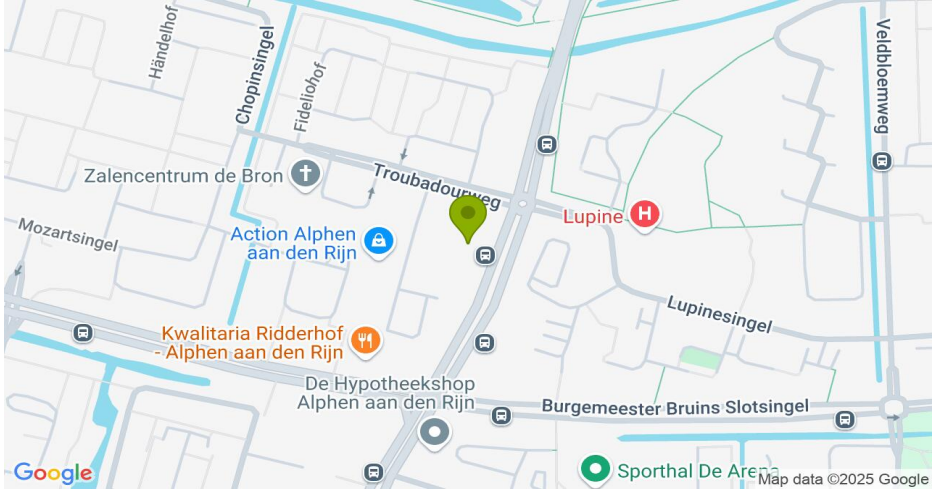 Händelhof
Chopinsingel
Fideliohof
Veldbloemweg
Zalencentrum de Bron
Troubadourweg
Lupine
H
Mozartsingel
Action Alphen
aan den Rijn
Lupinesingel
Kwalitaria Ridderhof
- Alphen aan den Rijn
De Hypotheekshop
Alphen aan den Rijn
Burgemeester Bruins Slotsingel
Google
Sporthal De Arena
Map data ©2025 Google